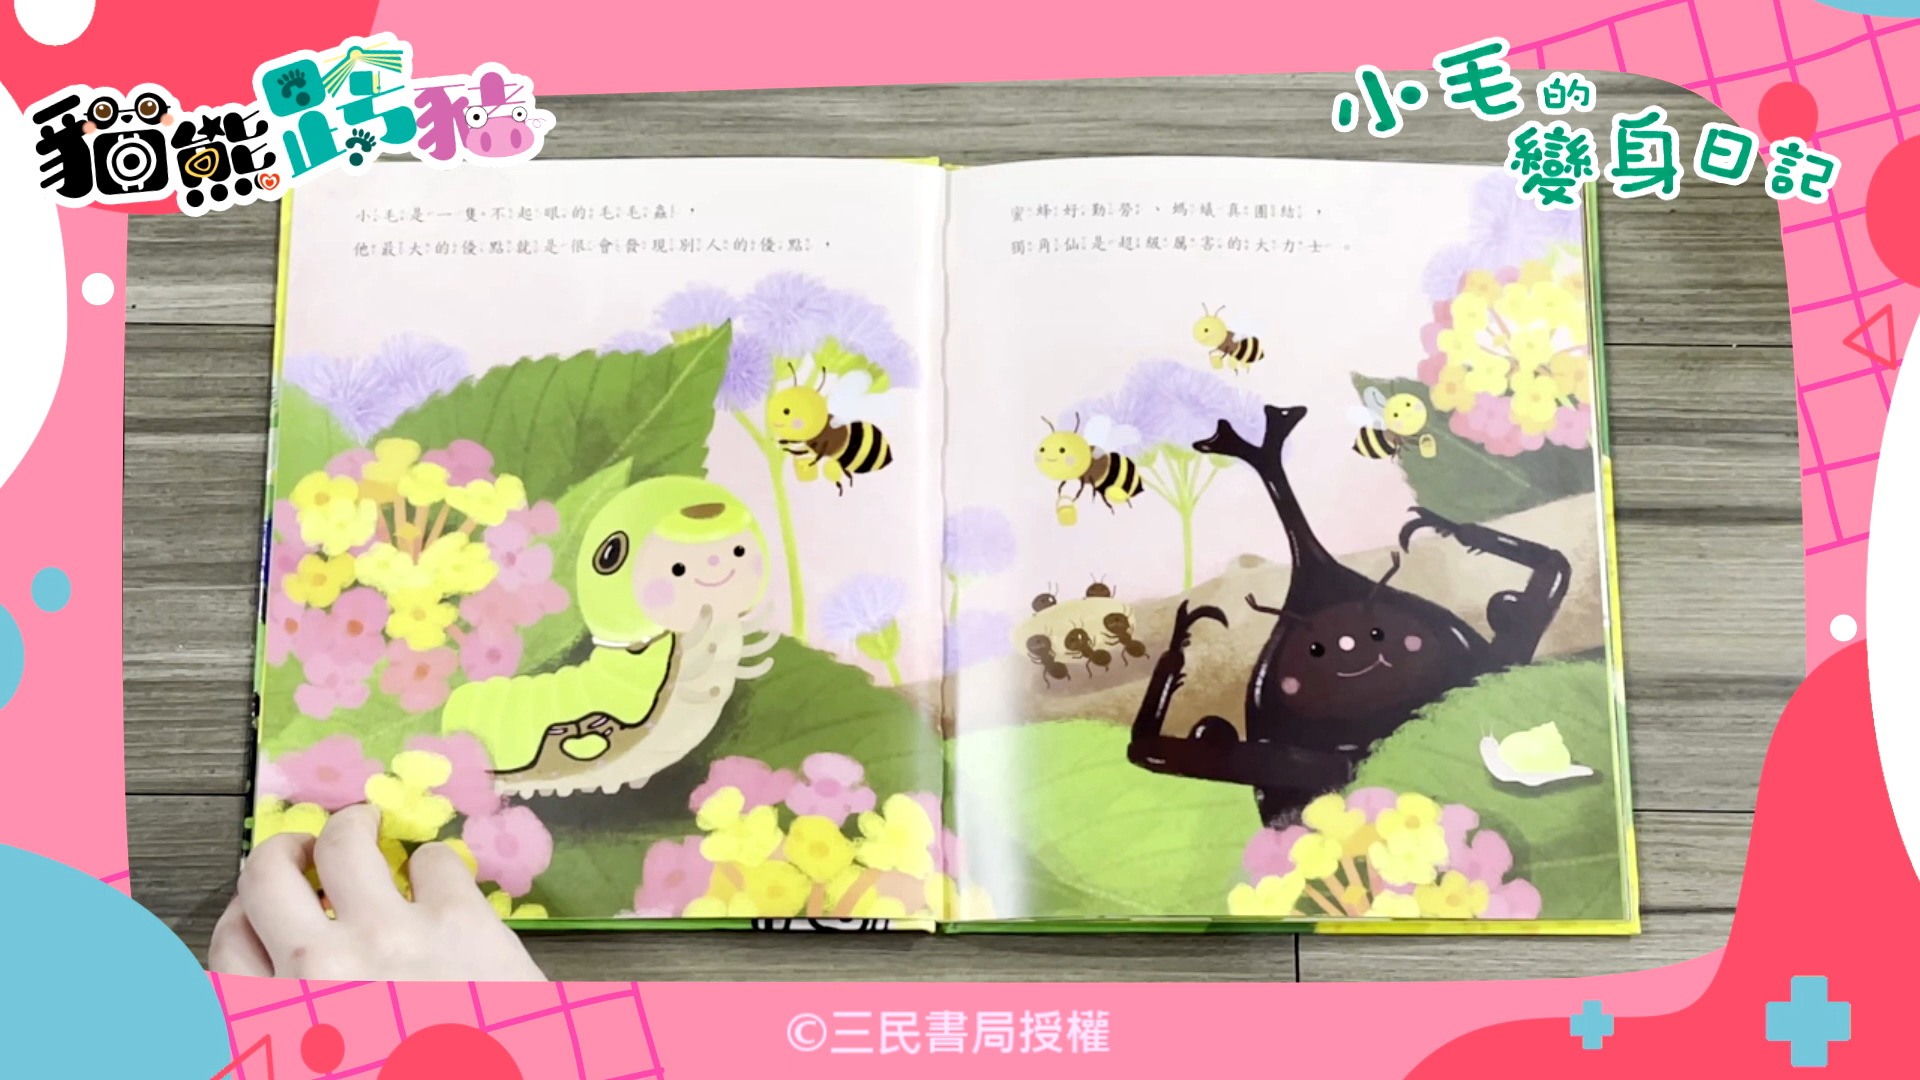 貓熊跨豬
小毛的
變身日記
小毛是一隻不起眼的毛毛蟲，
他最大的優點就是很會發現別人的優點，
蜜蜂好勤勞、螞蟻真團結，
獨角仙是超級厲害的大力士。
©三民書局授權